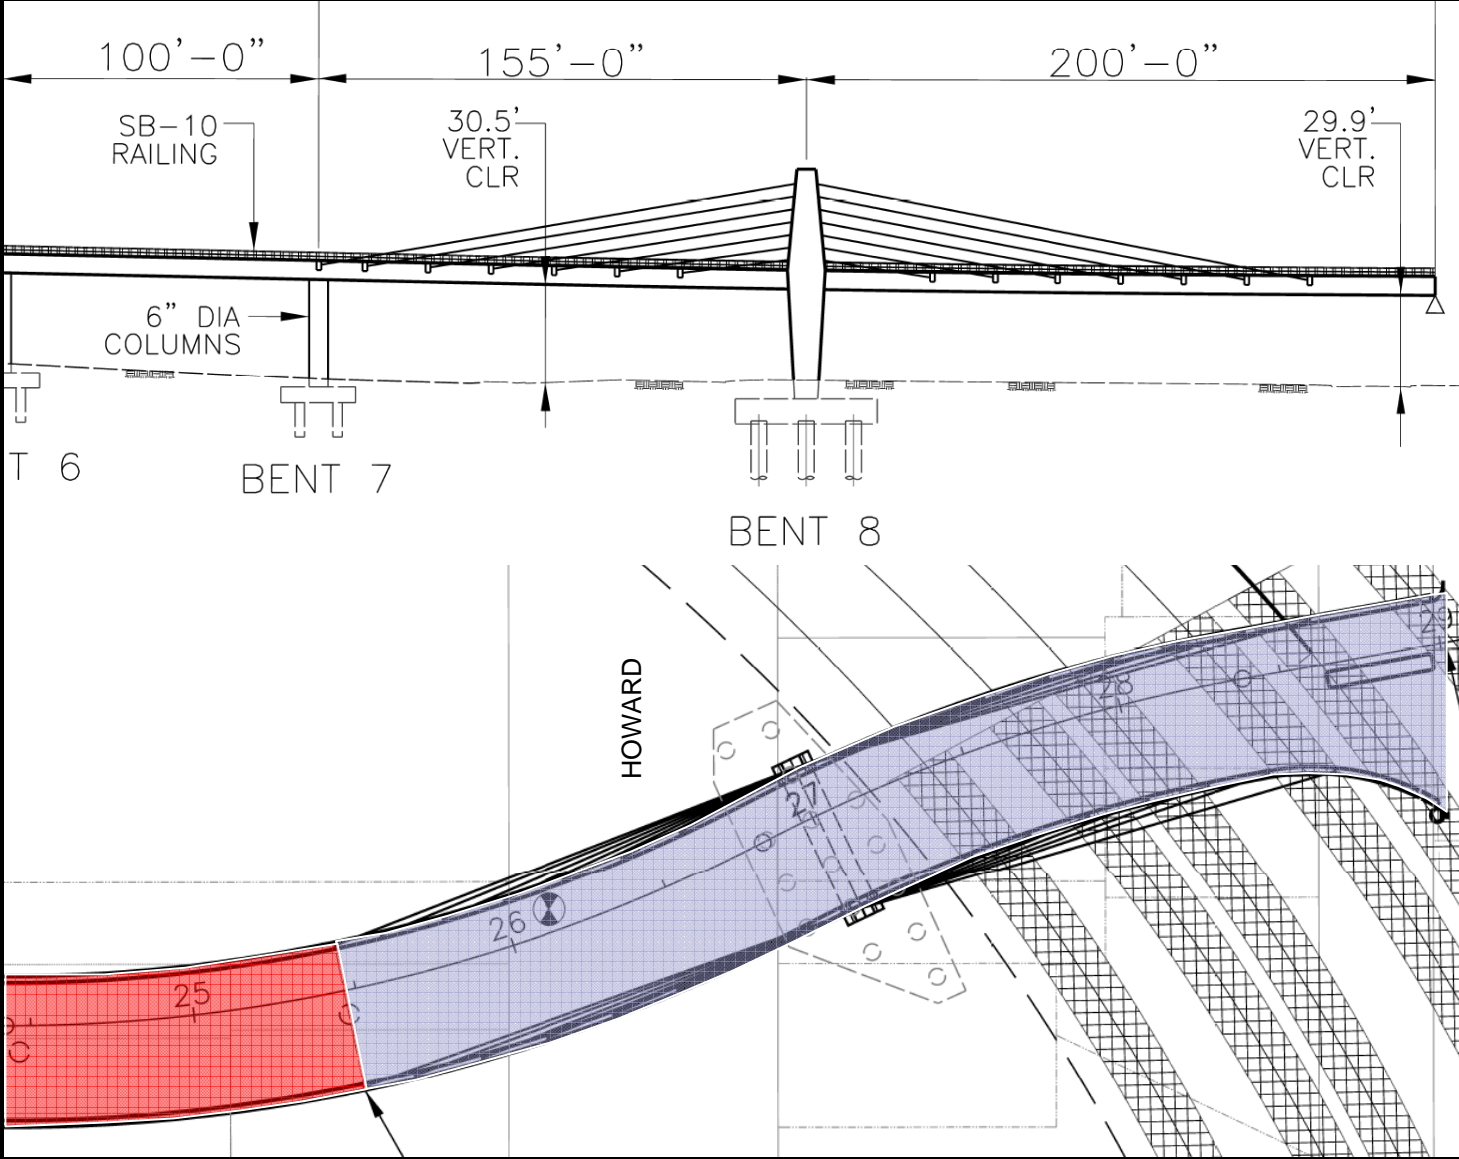 100'-0"
155'-0"
200'-0"
SB-10
RAILING
30.5'
VERT.
CLR
29.9'
VERT.
CLR
6" DIA
COLUMNS
T 6
BENT 7
BENT 8
HOWARD
29
28
27
26
25